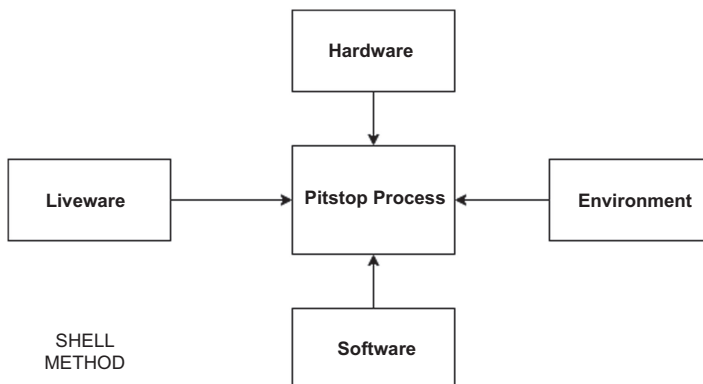 Hardware
Liveware
Pitstop Process
Environment
Software
SHELL
METHOD